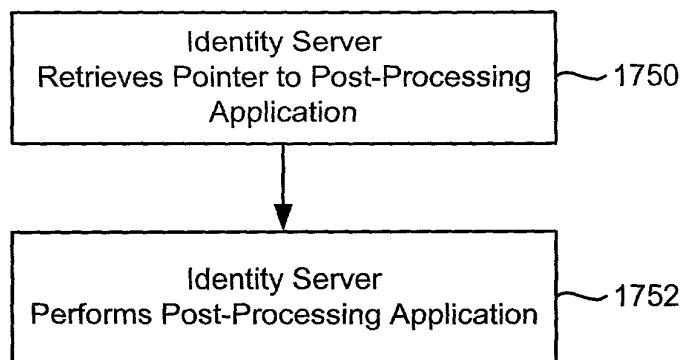 Identity Server
Retrieves Pointer to Post-Processing
Application
1750
Identity Server
Performs Post-Processing Application
1752